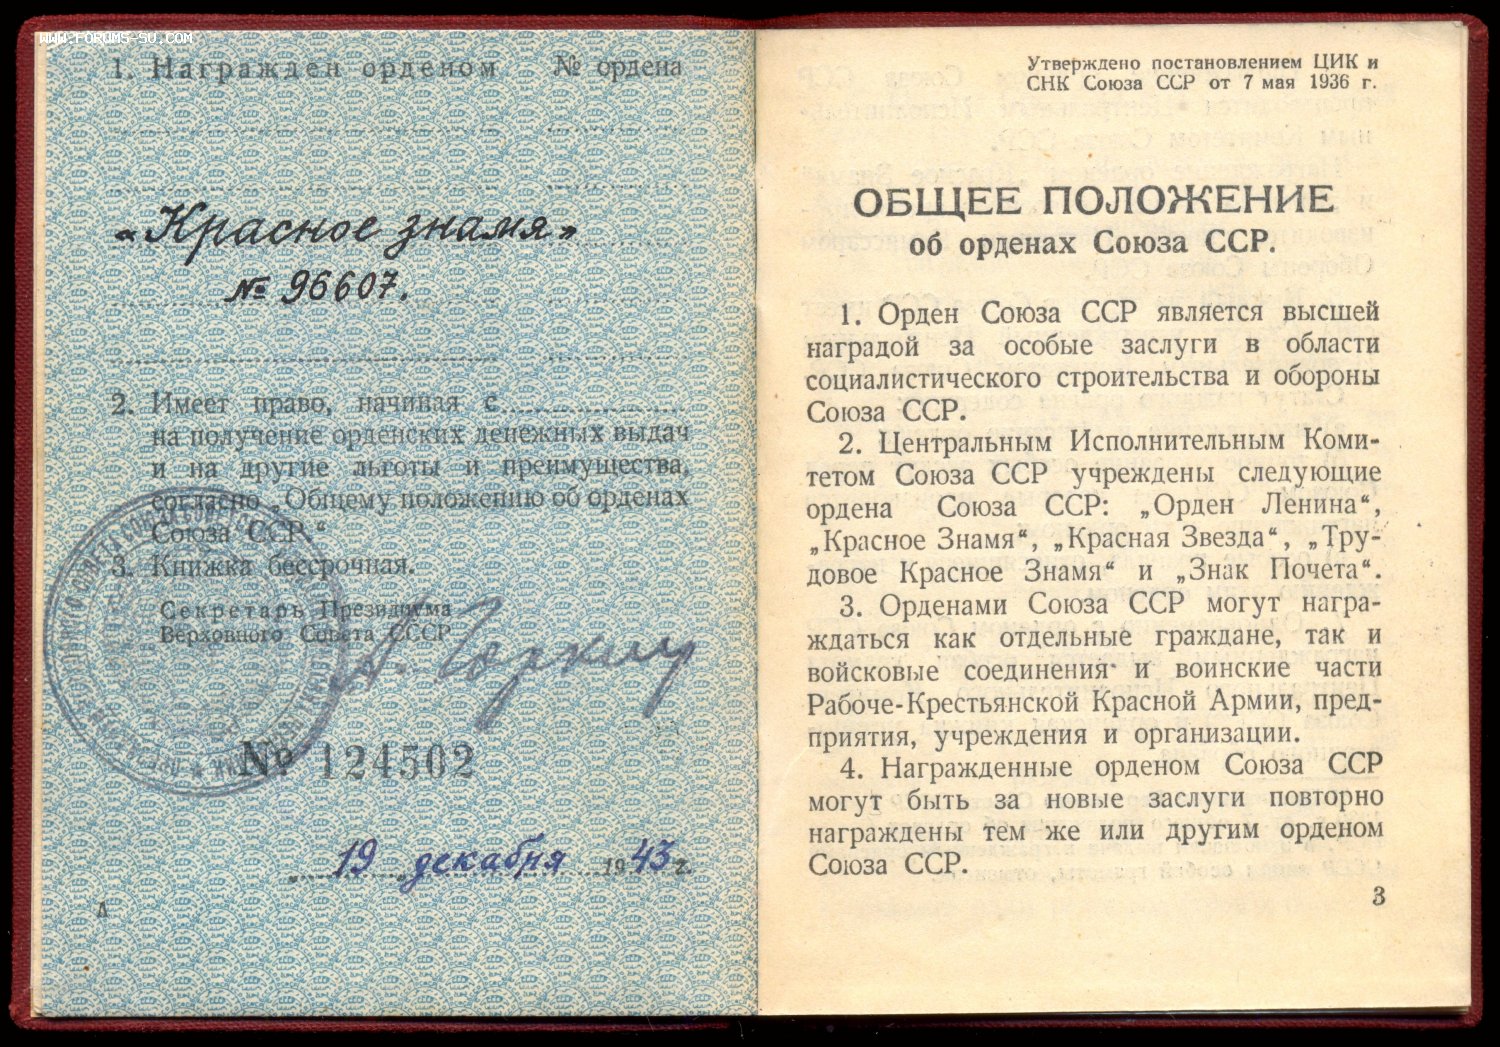 WWW.FORUMS-SU.COM
1. Награжден орденом № ордена
«Красное знамя»
№ 96607.
2. Имеет право, начиная с
на получение орденских денежных выдач
и на другие льготы и преимущества,
согласно „Общему положению об орденах
Союза ССР.“
3. Книжка бессрочная.
Секретарь Президиума
Верховного Совета СССР
А. Горкин
№ 124502
„19 декабря 1943 г.
А
Утверждено постановлением ЦИК и
СНК Союза ССР от 7 мая 1936 г.
ОБЩЕЕ ПОЛОЖЕНИЕ
об орденах Союза ССР.
1. Орден Союза ССР является высшей
наградой за особые заслуги в области
социалистического строительства и обороны
Союза ССР.
2. Центральным Исполнительным Коми-
тетом Союза ССР учреждены следующие
ордена Союза ССР: „Орден Ленина“,
„Красное Знамя“, „Красная Звезда“, „Тру-
довое Красное Знамя“ и „Знак Почета“.
3. Орденами Союза ССР могут награ-
ждаться как отдельные граждане, так и
войсковые соединения и воинские части
Рабоче-Крестьянской Красной Армии, пред-
приятия, учреждения и организации.
4. Награжденные орденом Союза ССР
могут быть за новые заслуги повторно
награждены тем же или другим орденом
Союза ССР.
3